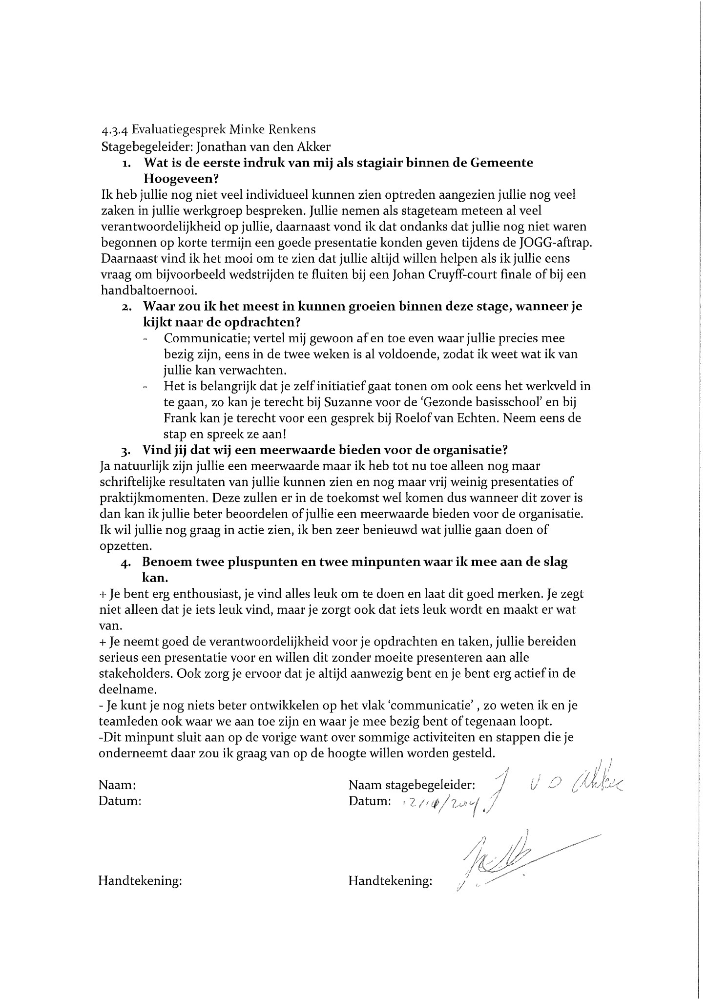 4.3.4 Evaluatiegesprek Minke Renkens
Stagebegeleider: Jonathan van den Akker
1. Wat is de eerste indruk van mij als stagiair binnen de Gemeente
Hoogeveen?
Ik heb jullie nog niet veel individueel kunnen zien optreden aangezien jullie nog veel
zaken in jullie werkgroep bespreken. Jullie nemen als stageteam meteen al veel
verantwoordelijkheid op jullie, daarnaast vond ik dat ondanks dat jullie nog niet waren
begonnen op korte termijn een goede presentatie konden geven tijdens de JOGG-aftrap.
Daarnaast vind ik het mooi om te zien dat jullie altijd willen helpen als ik jullie eens
vraag om bijvoorbeeld wedstrijden te fluiten bij een Johan Cruyff-court finale of bij een
handbaltoernooi.
2. Waar zou ik het meest in kunnen groeien binnen deze stage, wanneer je
kijkt naar de opdrachten?
- Communicatie; vertel mij gewoon af en toe even waar jullie precies mee
bezig zijn, eens in de twee weken is al voldoende, zodat ik weet wat ik van
jullie kan verwachten.
- Het is belangrijk dat je zelf initiatief gaat tonen om ook eens het werkveld in
te gaan, zo kan je terecht bij Suzanne voor de ‘Gezonde basisschool’ en bij
Frank kan je terecht voor een gesprek bij Roelof van Echten. Neem eens de
stap en spreek ze aan!
3. Vind jij dat wij een meerwaarde bieden voor de organisatie?
Ja natuurlijk zijn jullie een meerwaarde maar ik heb tot nu toe alleen nog maar
schriftelijke resultaten van jullie kunnen zien en nog maar vrij weinig presentaties of
praktijkmomenten. Deze zullen er in de toekomst wel komen dus wanneer dit zover is
dan kan ik jullie beter beoordelen of jullie een meerwaarde bieden voor de organisatie.
Ik wil jullie nog graag in actie zien, ik ben zeer benieuwd wat jullie gaan doen of
opzetten.
4. Benoem twee pluspunten en twee minpunten waar ik mee aan de slag
kan.
+ Je bent erg enthousiast, je vind alles leuk om te doen en laat dit goed merken. Je zegt
niet alleen dat je iets leuk vind, maar je zorgt ook dat iets leuk wordt en maakt er wat
van.
+ Je neemt goed de verantwoordelijkheid voor je opdrachten en taken, jullie bereiden
serieus een presentatie voor en willen dit zonder moeite presenteren aan alle
stakeholders. Ook zorg je ervoor dat je altijd aanwezig bent en je bent erg actief in de
deelname.
- Je kunt je nog niets beter ontwikkelen op het vlak ‘communicatie’ , zo weten ik en je
teamleden ook waar we aan toe zijn en waar je mee bezig bent of tegenaan loopt.
-Dit minpunt sluit aan op de vorige want over sommige activiteiten en stappen die je
onderneemt daar zou ik graag van op de hoogte willen worden gesteld.
Naam: Naam stagebegeleider: J v d Akker
Datum: Datum:
Handtekening: Handtekening: